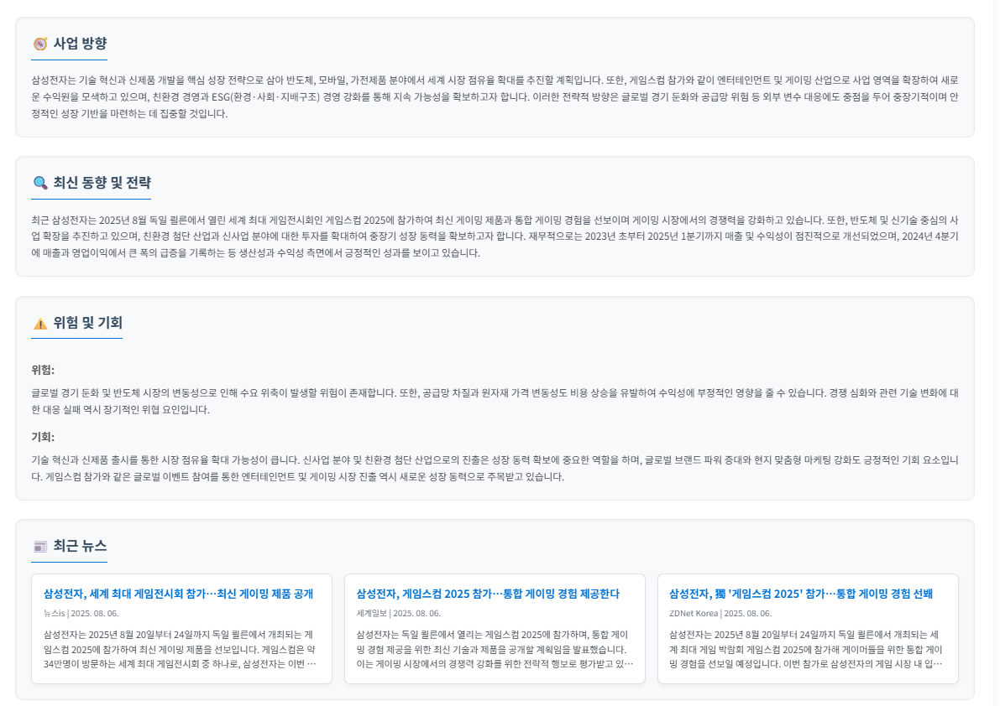 사업 방향
삼성전자는 기술 혁신과 신제품 개발을 핵심 성장 전략으로 삼아 반도체, 모바일, 가전제품 분야에서 세계 시장 점유율 확대를 추진할 계획입니다. 또한, 게임스컴 참가와 같이 엔터테인먼트 및 게이밍 산업으로 사업 영역을 확장하여 새로
운 수익원을 모색하고 있으며, 친환경 경영과 ESG(환경·사회·지배구조) 경영 강화를 통해 지속 가능성을 확보하고자 합니다. 이러한 전략적 방향은 글로벌 경기 둔화와 공급망 위험 등 외부 변수 대응에도 중점을 두어 중장기적이며 안
정적인 성장 기반을 마련하는 데 집중할 것입니다.
최신 동향 및 전략
최근 삼성전자는 2025년 8월 독일 쾰른에서 열린 세계 최대 게임전시회인 게임스컴 2025에 참가하여 최신 게이밍 제품과 통합 게이밍 경험을 선보이며 게이밍 시장에서의 경쟁력을 강화하고 있습니다. 또한, 반도체 및 신기술 중심의 사
업 확장을 추진하고 있으며, 친환경 첨단 산업과 신사업 분야에 대한 투자를 확대하여 중장기 성장 동력을 확보하고자 합니다. 재무적으로는 2023년 초부터 2025년 1분기까지 매출 및 수익성이 점진적으로 개선되었으며, 2024년 4분기
에 매출과 영업이익에서 큰 폭의 급증을 기록하는 등 생산성과 수익성 측면에서 긍정적인 성과를 보이고 있습니다.
위험 및 기회
위험:
글로벌 경기 둔화 및 반도체 시장의 변동성으로 인해 수요 위축이 발생할 위험이 존재합니다. 또한, 공급망 차질과 원자재 가격 변동성도 비용 상승을 유발하여 수익성에 부정적인 영향을 줄 수 있습니다. 경쟁 심화와 관련 기술 변화에 대
한 대응 실패 역시 장기적인 위협 요인입니다.
기회:
기술 혁신과 신제품 출시를 통한 시장 점유율 확대 가능성이 큽니다. 신사업 분야 및 친환경 첨단 산업으로의 진출은 성장 동력 확보에 중요한 역할을 하며, 글로벌 브랜드 파워 증대와 현지 맞춤형 마케팅 강화도 긍정적인 기회 요소입니
다. 게임스컴 참가와 같은 글로벌 이벤트 참여를 통한 엔터테인먼트 및 게이밍 시장 진출 역시 새로운 성장 동력으로 주목받고 있습니다.
최근 뉴스
삼성전자, 세계 최대 게임전시회 참가…최신 게이밍 제품 공개
뉴스is | 2025. 08. 06.
삼성전자는 2025년 8월 20일부터 24일까지 독일 쾰른에서 개최되는 게
임스컴 2025에 참가하여 최신 게이밍 제품을 선보입니다. 게임스컴은 약
34만명이 방문하는 세계 최대 게임전시회 중 하나로, 삼성전자는 이번 …
삼성전자, 게임스컴 2025 참가…통합 게이밍 경험 제공한다
세계일보 | 2025. 08. 06.
삼성전자는 독일 쾰른에서 열리는 게임스컴 2025에 참가하며, 통합 게이
밍 경험 제공을 위한 최신 기술과 제품을 공개할 계획임을 발표했습니다.
이는 게이밍 시장에서의 경쟁력 강화를 위한 전략적 행보로 평가받고 있…
삼성전자, 獨 '게임스컴 2025' 참가…통합 게이밍 경험 선봬
ZDNet Korea | 2025. 08. 06.
삼성전자는 2025년 8월 20일부터 24일까지 독일 쾰른에서 개최되는 세
계 최대 게임 박람회 게임스컴 2025에 참가해 게이머들을 위한 통합 게이
밍 경험을 선보일 예정입니다. 이번 참가로 삼성전자의 게임 시장 내 입…